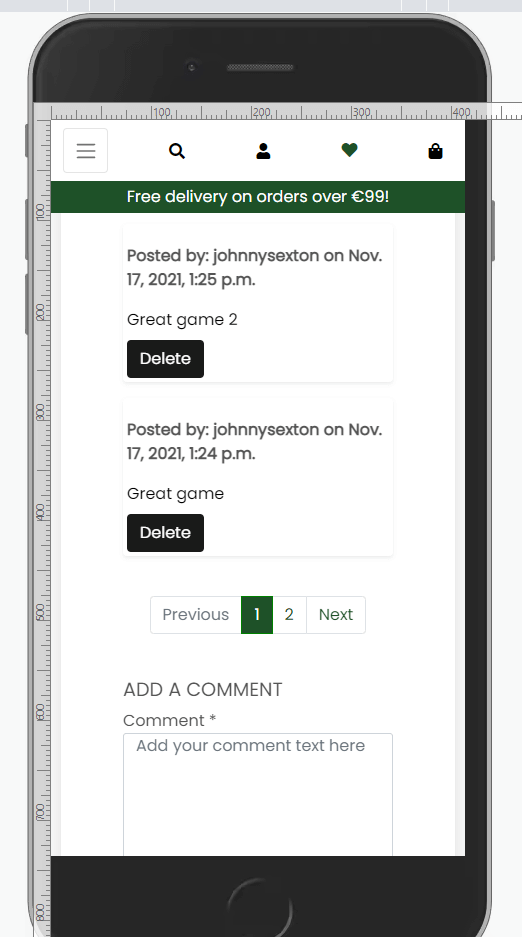 100 200 300 400
Free delivery on orders over €99!
100
Posted by: johnnysexton on Nov.
17, 2021, 1:25 p.m.
200
Great game 2
Delete
300
Posted by: johnnysexton on Nov.
17, 2021, 1:24 p.m.
400
Great game
Delete
500
Previous 1 2 Next
600
ADD A COMMENT
Comment *
Add your comment text here
700
800